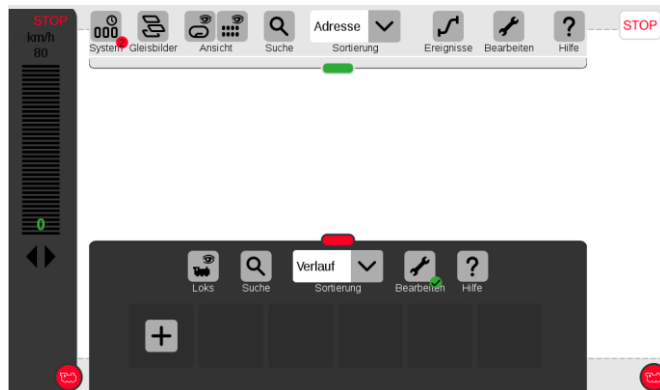 STOP
km/h
80
0
System
2
Gleisbilder
Ansicht
Suche
Adresse
Sortierung
Ereignisse
Bearbeiten
Hilfe
STOP
Loks
Suche
Verlauf
Sortierung
Bearbeiten
Hilfe